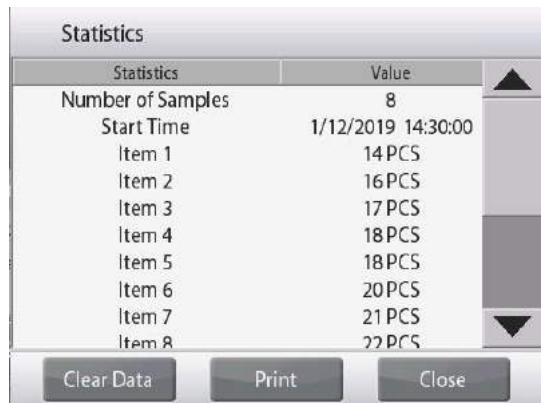 Statistics
Statistics Value
Number of Samples 8
Start Time 1/12/2019 14:30:00
Item 1 14 PCS
Item 2 16 PCS
Item 3 17 PCS
Item 4 18 PCS
Item 5 18 PCS
Item 6 20 PCS
Item 7 21 PCS
Item 8 22 PCS
Clear Data Print Close